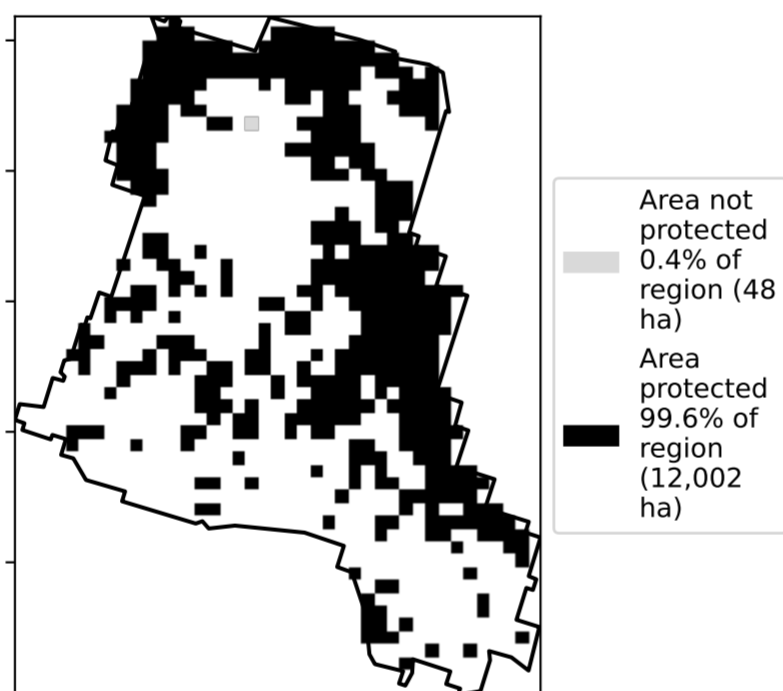 Area not
protected
0.4% of
region (48
ha)
Area
protected
99.6% of
region
(12,002
ha)